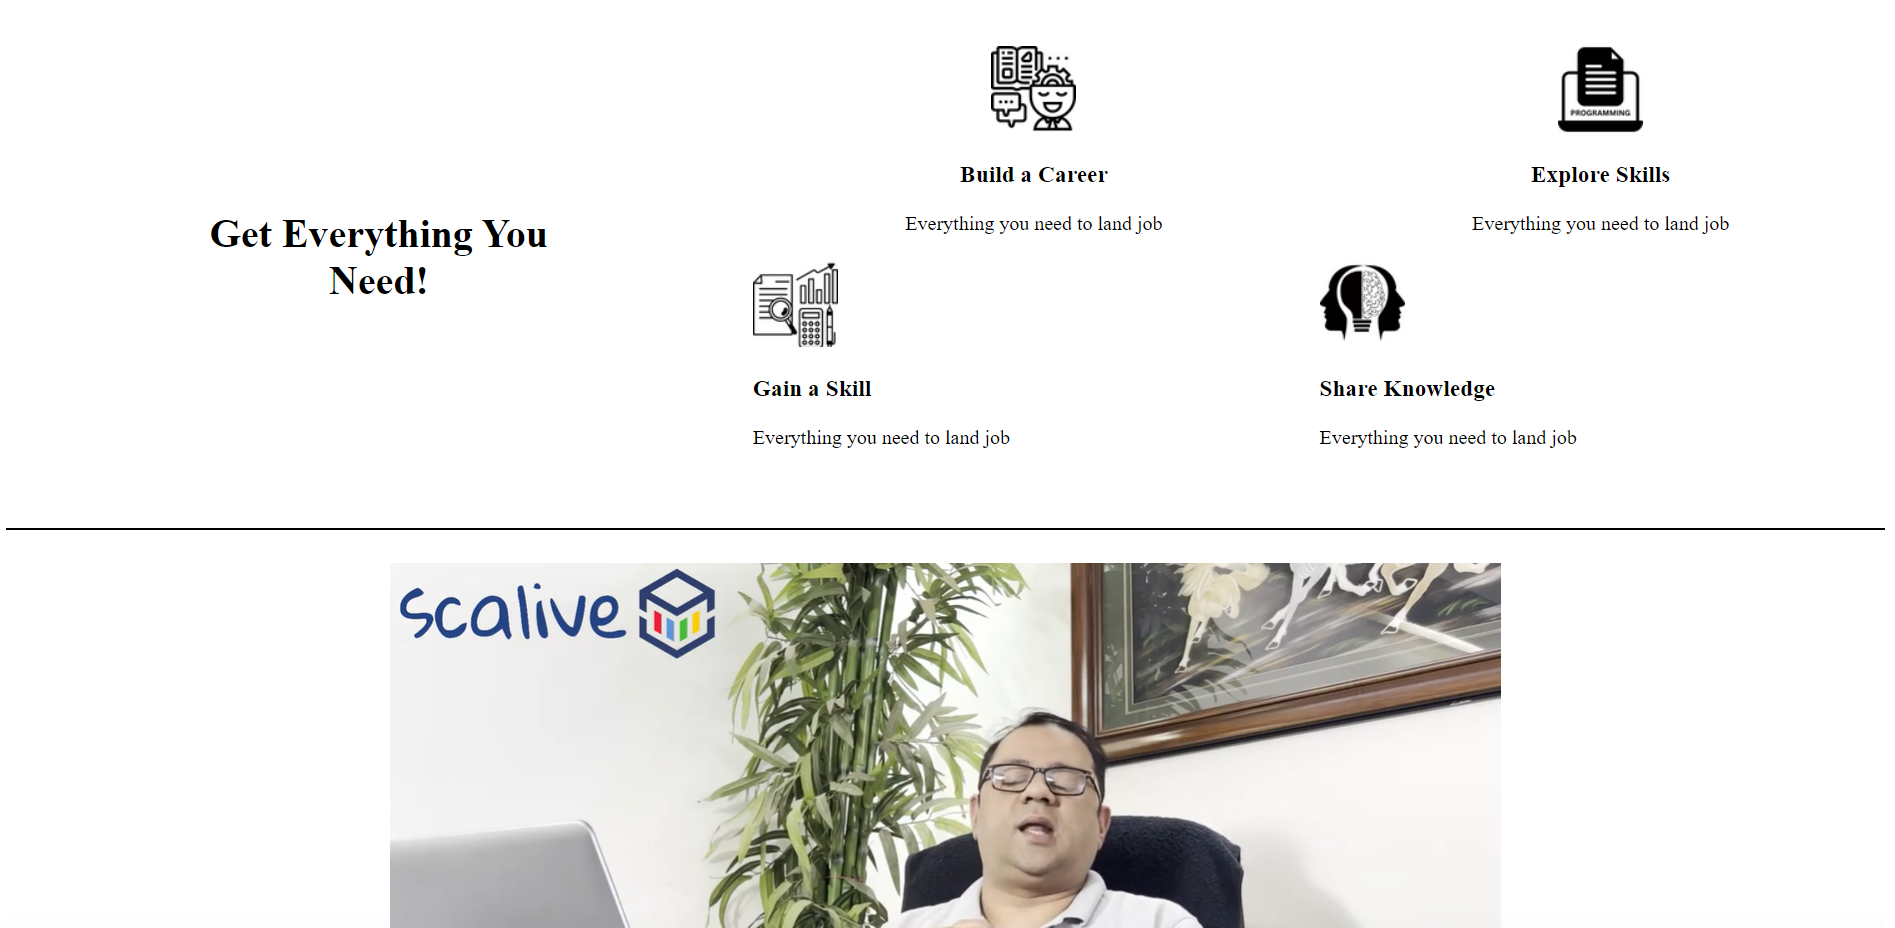 Get Everything You
Need!
PROGRAMMING
Build a Career
Everything you need to land job
Explore Skills
Everything you need to land job
Gain a Skill
Everything you need to land job
Share Knowledge
Everything you need to land job
scalive